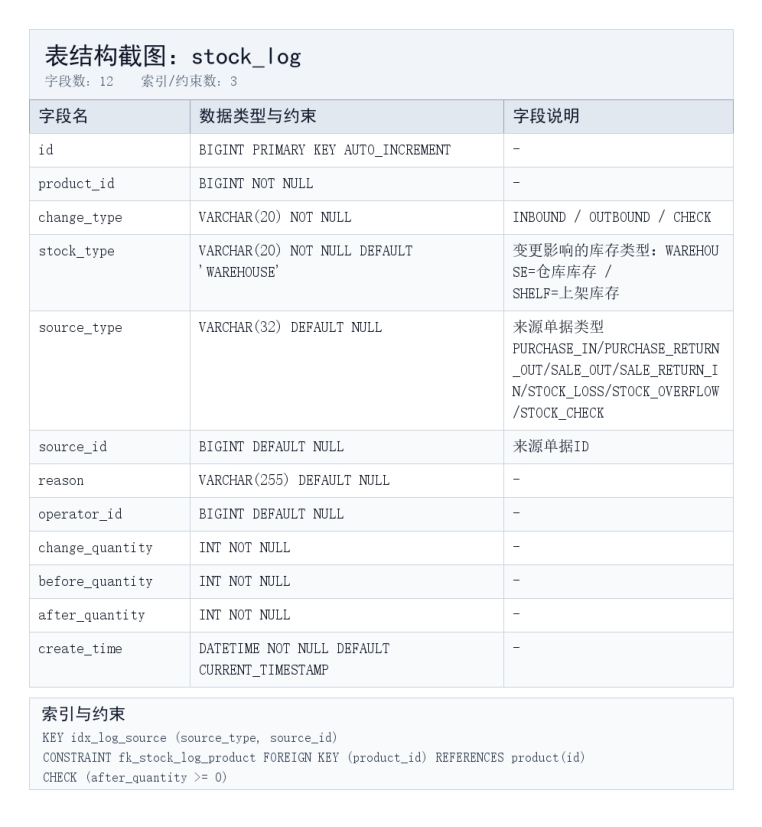 表结构截图：stock_log
字段数：12 索引/约束数：3
字段名 数据类型与约束 字段说明
id BIGINT PRIMARY KEY AUTO_INCREMENT -
product_id BIGINT NOT NULL -
change_type VARCHAR(20) NOT NULL INBOUND / OUTBOUND / CHECK
stock_type VARCHAR(20) NOT NULL DEFAULT 变更影响的库存类型：WAREHOU
'WAREHOUSE' SE=仓库库存 /
SHELF=上架库存
source_type VARCHAR(32) DEFAULT NULL 来源单据类型
PURCHASE_IN/PURCHASE_RETURN
_OUT/SALE_OUT/SALE_RETURN_I
N/STOCK_LOSS/STOCK_OVERFLOW
/STOCK_CHECK
source_id BIGINT DEFAULT NULL 来源单据ID
reason VARCHAR(255) DEFAULT NULL -
operator_id BIGINT DEFAULT NULL -
change_quantity INT NOT NULL -
before_quantity INT NOT NULL -
after_quantity INT NOT NULL -
create_time DATETIME NOT NULL DEFAULT -
CURRENT_TIMESTAMP
索引与约束
KEY idx_log_source (source_type, source_id)
CONSTRAINT fk_stock_log_product FOREIGN KEY (product_id) REFERENCES product(id)
CHECK (after_quantity >= 0)